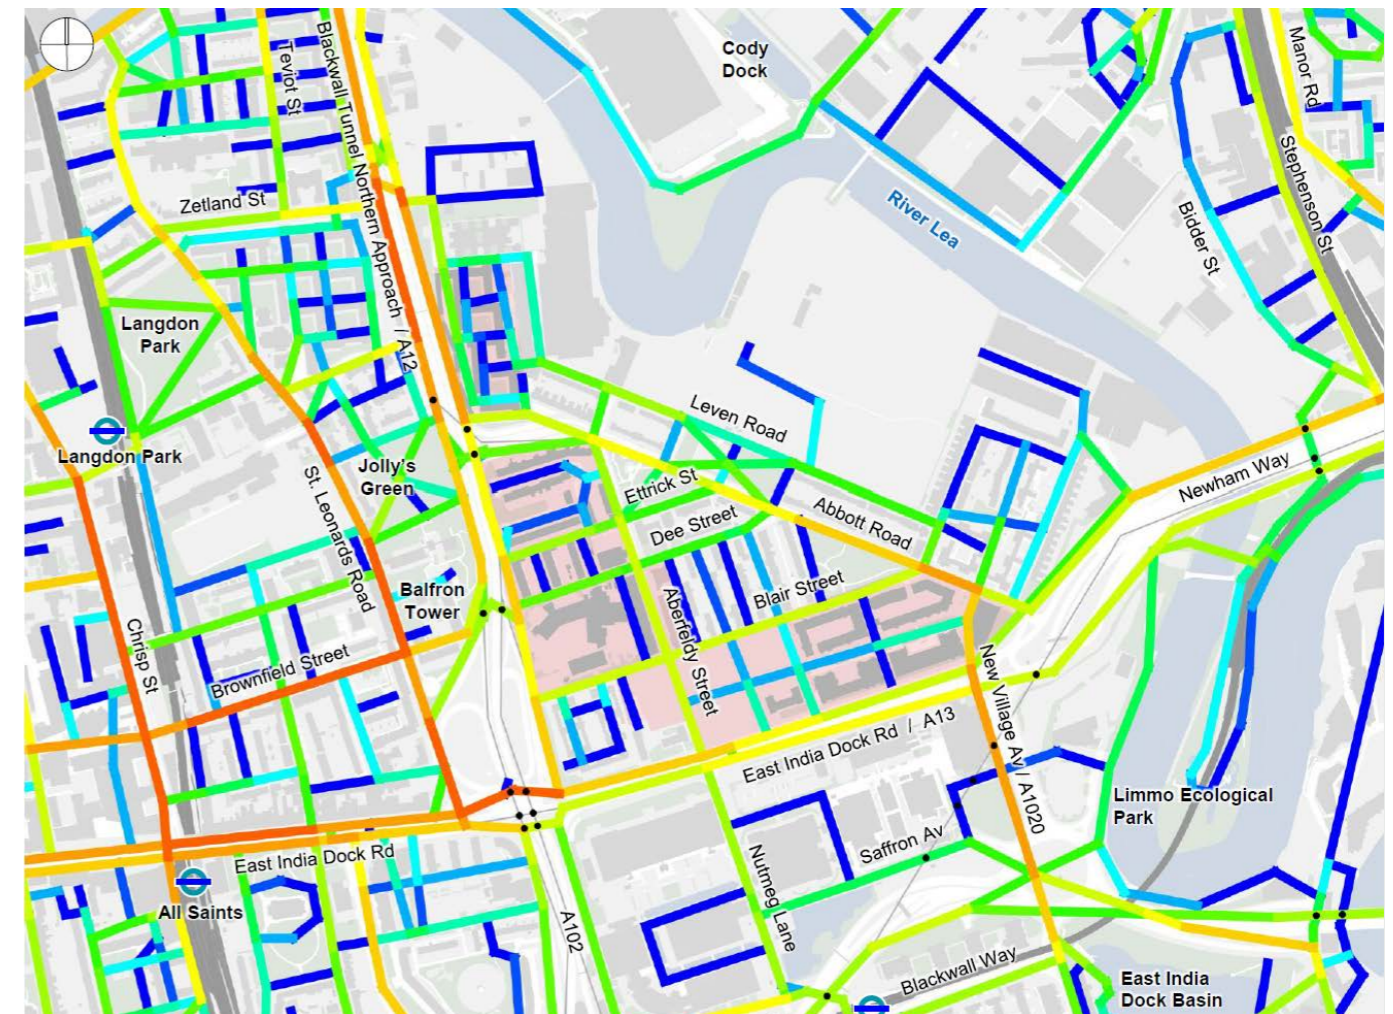 Cody
Dock
Teviot St
Blackwall Tunnel Northern Approach / A12
Manor Rd
Stephenson St
Zetland St
River Lea
Bidder St
Langdon
Park
Leven Road
Langdon Park
Jolly's
Green
St. Leonards Road
Ettrick St
Newham Way
Dee Street
Abbott Road
Balfron
Tower
Blair Street
Aberfeldy Street
Chrisp St
Brownfield Street
New Village Av / A1020
East India Dock Rd / A13
Limmo Ecological
Park
Saffron Av
East India Dock Rd
Nutmeg Lane
All Saints
A102
Blackwall Way
East India
Dock Basin